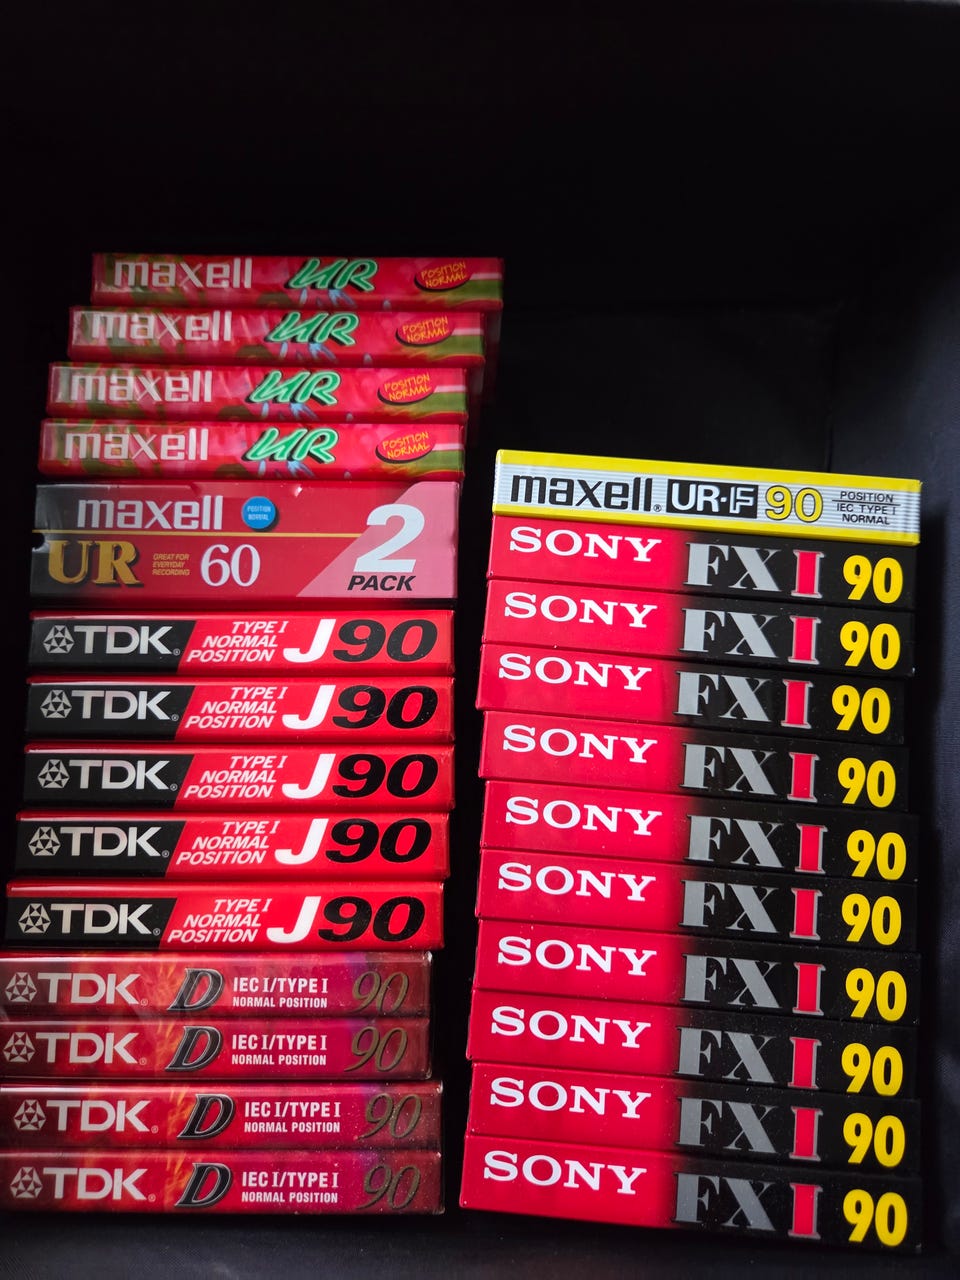 maxell UR POSITION NORMAL
maxell UR POSITION NORMAL
maxell UR POSITION NORMAL
maxell UR POSITION NORMAL
maxell POSITION NORMAL 2 PACK
UR GREAT FOR EVERYDAY RECORDING 60
TDK TYPE I NORMAL POSITION J90
TDK TYPE I NORMAL POSITION J90
TDK TYPE I NORMAL POSITION J90
TDK TYPE I NORMAL POSITION J90
TDK TYPE I NORMAL POSITION J90
TDK D IEC I/TYPE I NORMAL POSITION 90
TDK D IEC I/TYPE I NORMAL POSITION 90
TDK D IEC I/TYPE I NORMAL POSITION 90
TDK D IEC I/TYPE I NORMAL POSITION 90
maxell UR·F 90 POSITION IEC TYPE I NORMAL
SONY FX I 90
SONY FX I 90
SONY FX I 90
SONY FX I 90
SONY FX I 90
SONY FX I 90
SONY FX I 90
SONY FX I 90
SONY FX I 90
SONY FX I 90